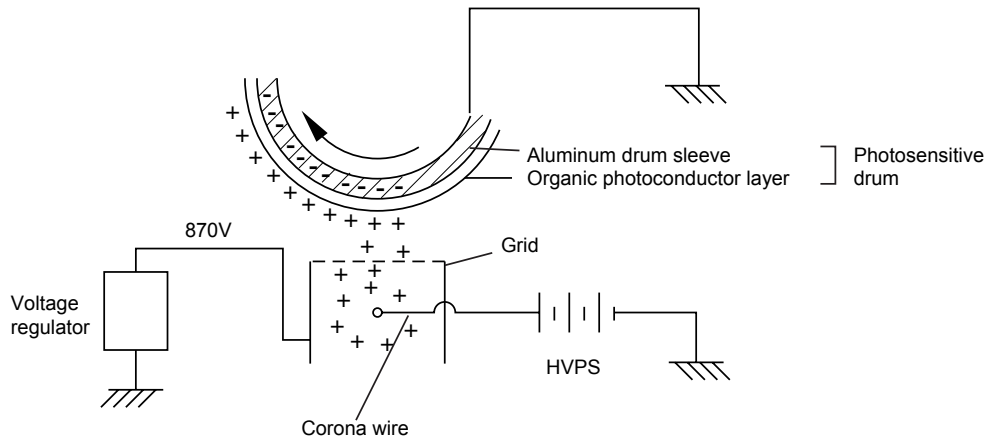 Aluminum drum sleeve
Organic photoconductor layer
Photosensitive
drum
870V
Grid
Voltage
regulator
HVPS
Corona wire